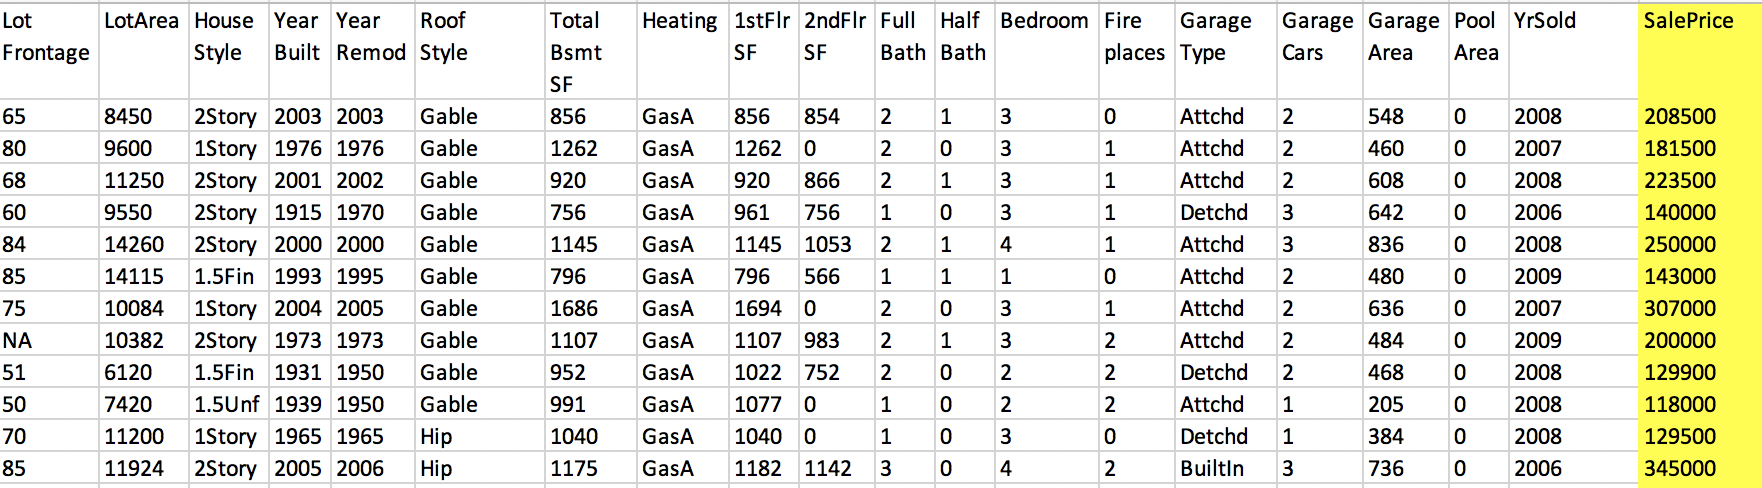 Lot Frontage LotArea House Style Year Built Year Remod Roof Style Total Bsmt SF Heating 1stFlr SF 2ndFlr SF Full Bath Half Bath Bedroom Fire places Garage Type Garage Cars Garage Area Pool Area YrSold SalePrice
65 8450 2Story 2003 2003 Gable 856 GasA 856 854 2 1 3 0 Attchd 2 548 0 2008 208500
80 9600 1Story 1976 1976 Gable 1262 GasA 1262 0 2 0 3 1 Attchd 2 460 0 2007 181500
68 11250 2Story 2001 2002 Gable 920 GasA 920 866 2 1 3 1 Attchd 2 608 0 2008 223500
60 9550 2Story 1915 1970 Gable 756 GasA 961 756 1 0 3 1 Detchd 3 642 0 2006 140000
84 14260 2Story 2000 2000 Gable 1145 GasA 1145 1053 2 1 4 1 Attchd 3 836 0 2008 250000
85 14115 1.5Fin 1993 1995 Gable 796 GasA 796 566 1 1 1 0 Attchd 2 480 0 2009 143000
75 10084 1Story 2004 2005 Gable 1686 GasA 1694 0 2 0 3 1 Attchd 2 636 0 2007 307000
NA 10382 2Story 1973 1973 Gable 1107 GasA 1107 983 2 1 3 2 Attchd 2 484 0 2009 200000
51 6120 1.5Fin 1931 1950 Gable 952 GasA 1022 752 2 0 2 2 Detchd 2 468 0 2008 129900
50 7420 1.5Unf 1939 1950 Gable 991 GasA 1077 0 1 0 2 2 Attchd 1 205 0 2008 118000
70 11200 1Story 1965 1965 Hip 1040 GasA 1040 0 1 0 3 0 Detchd 1 384 0 2008 129500
85 11924 2Story 2005 2006 Hip 1175 GasA 1182 1142 3 0 4 2 BuiltIn 3 736 0 2006 345000